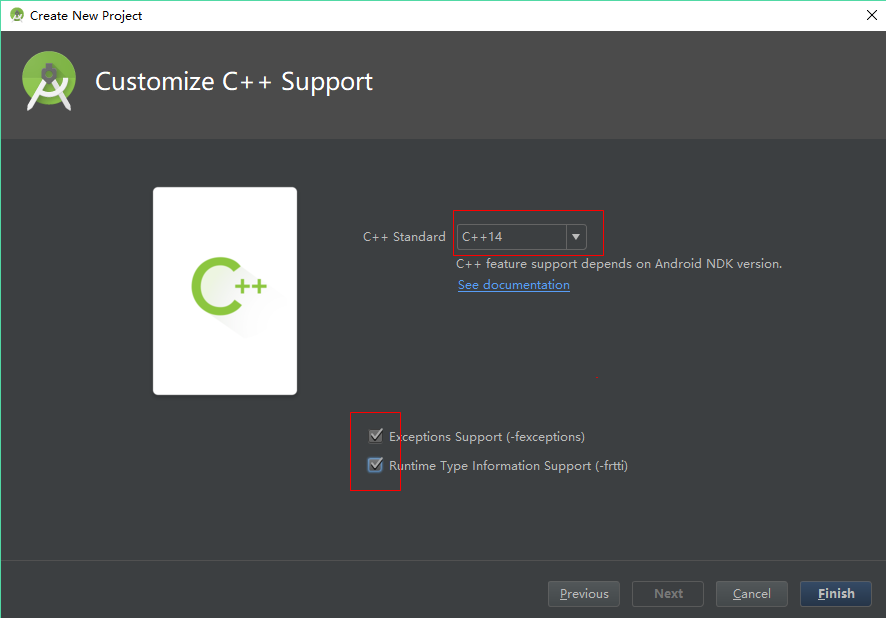 Create New Project
Customize C++ Support
C++
C++ Standard C++14
C++ feature support depends on Android NDK version.
See documentation
Exceptions Support (-fexceptions)
Runtime Type Information Support (-frtti)
Previous Next Cancel Finish